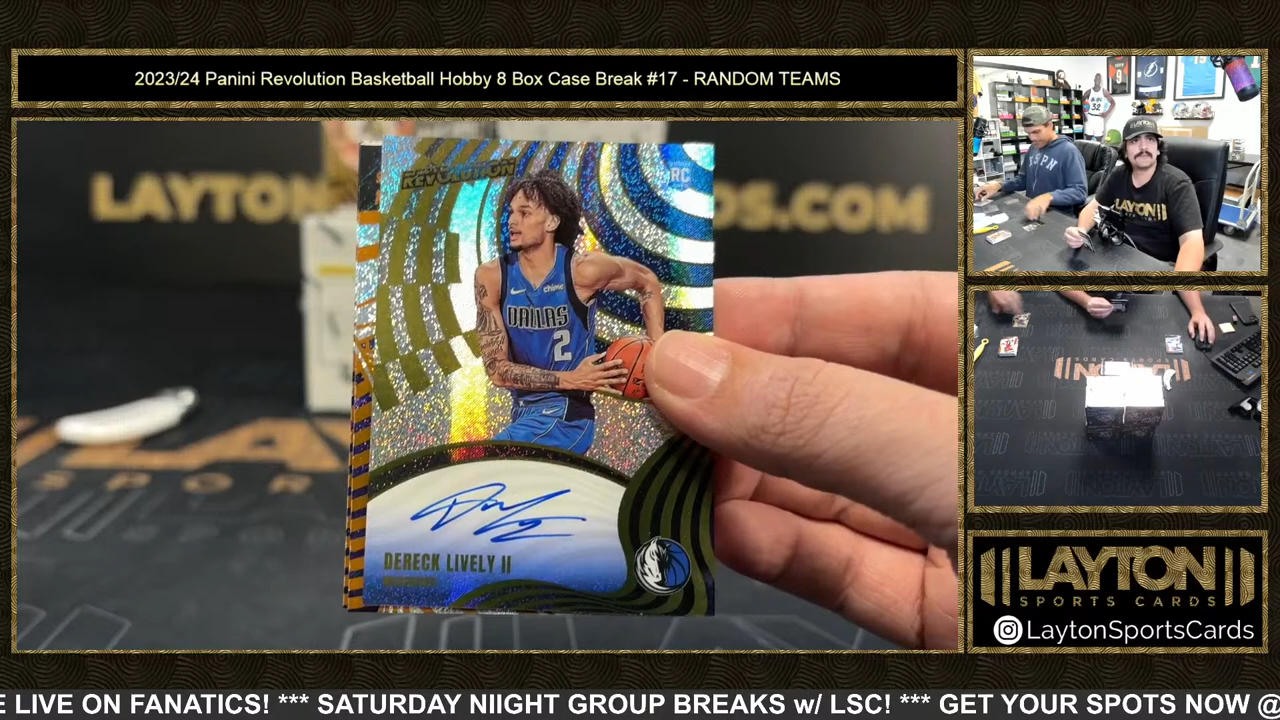 2023/24 Panini Revolution Basketball Hobby 8 Box Case Break #17 - RANDOM TEAMS
REVOLUTION
RC
chime
DALLAS
2
DERECK LIVELY II
LAYTON
SPORTS CARDS
LaytonSportsCards
E LIVE ON FANATICS! *** SATURDAY NIIGHT GROUP BREAKS w/ LSC! *** GET YOUR SPOTS NOW @